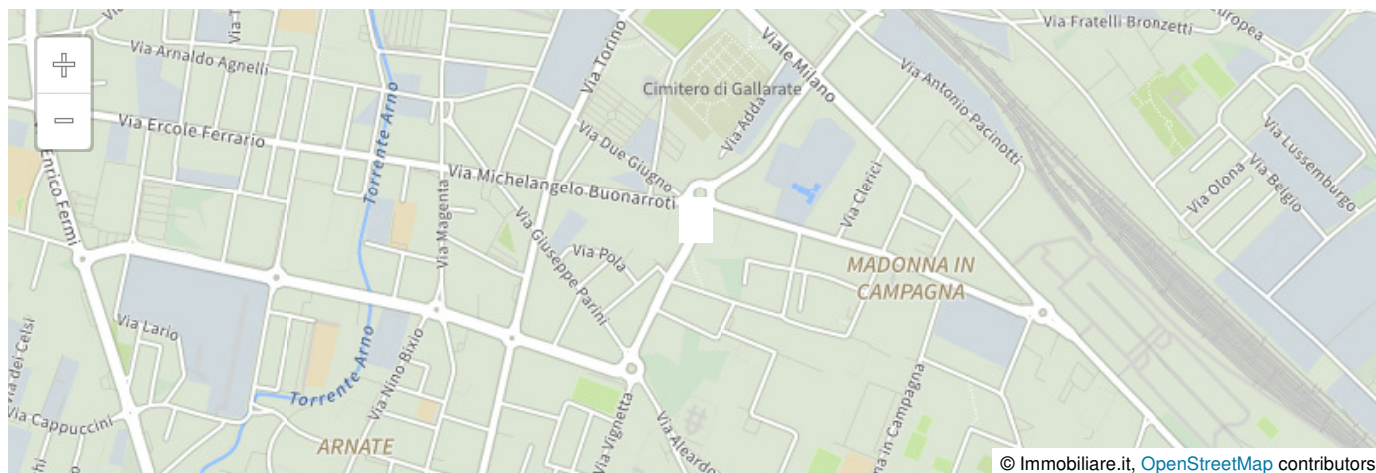 Via Fratelli Bronzetti
Europea
Via Arnaldo Agnelli
Via Torino
Viale Milano
Cimitero di Gallarate
Via Antonio Pacinotti
Via Adda
Torrente Arno
Via Ercole Ferrario
Via Due Giugno
Via Lussemburgo
Via Belgio
Via Olona
Via Michelangelo Buonarroti
Via Clerici
Enrico Fermi
Via Magenta
Via Giuseppe Parini
Via Pola
MADONNA IN
CAMPAGNA
Via Lario
Via dei Celsi
Via Nino Bixio
Torrente Arno
Via Cappuccini
ARNATE
Via Vignetta
Via Aleardo
in Campagna
© Immobiliare.it, OpenStreetMap contributors